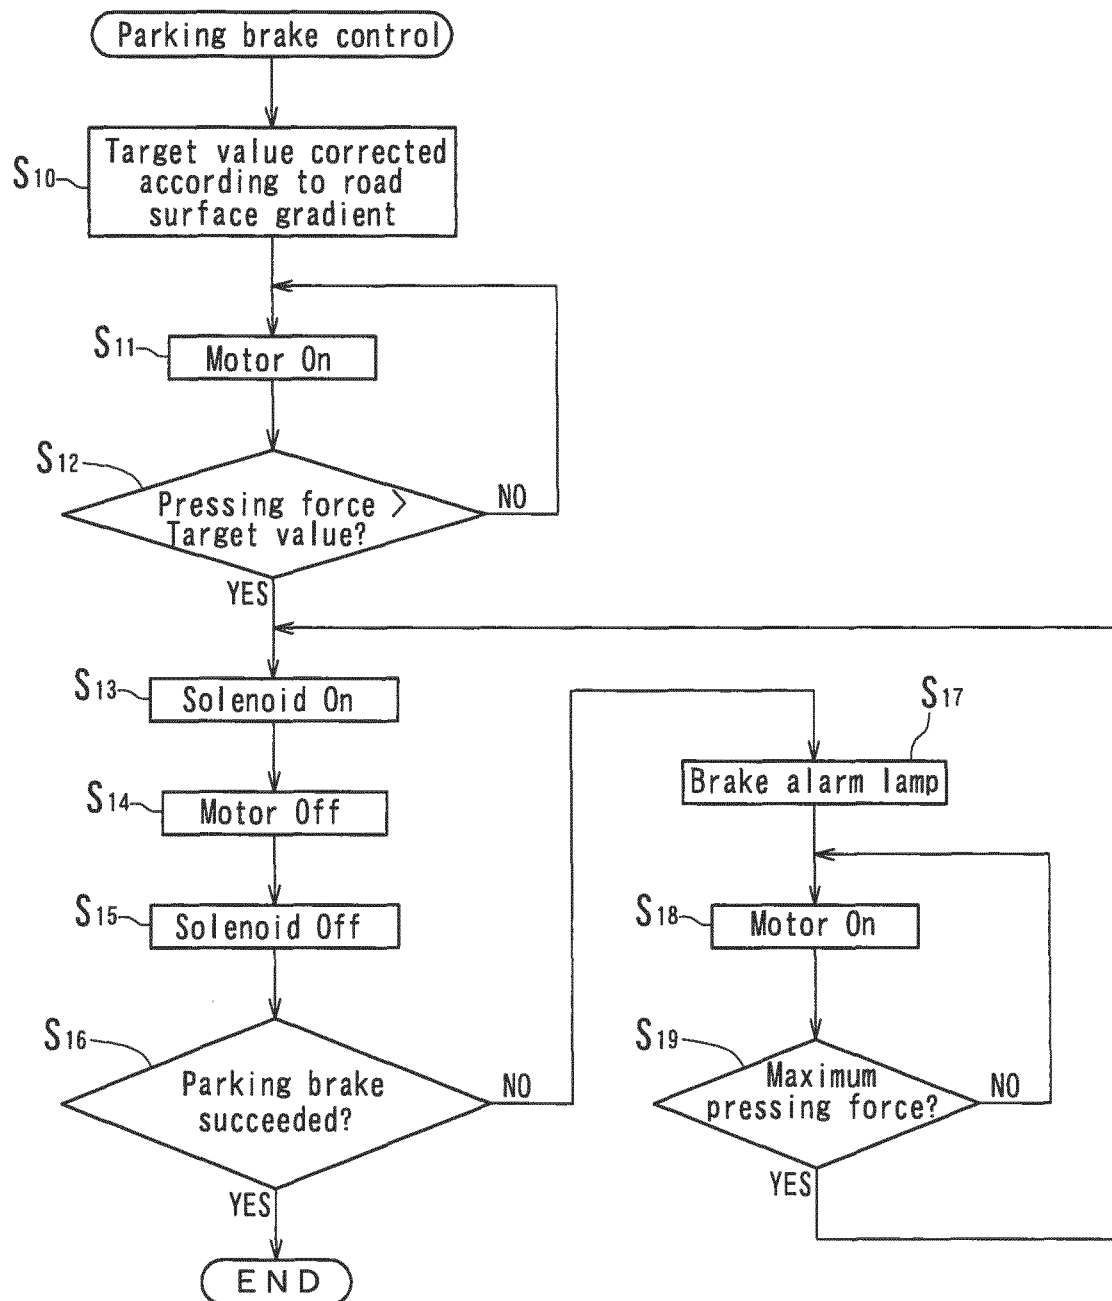 Parking brake control
S10
Target value corrected
according to road
surface gradient
S11
Motor On
S12
Pressing force >
Target value?
NO
YES
S13
Solenoid On
S14
Motor Off
S15
Solenoid Off
S16
Parking brake
succeeded?
NO
YES
END
S17
Brake alarm lamp
S18
Motor On
S19
Maximum
pressing force?
NO
YES